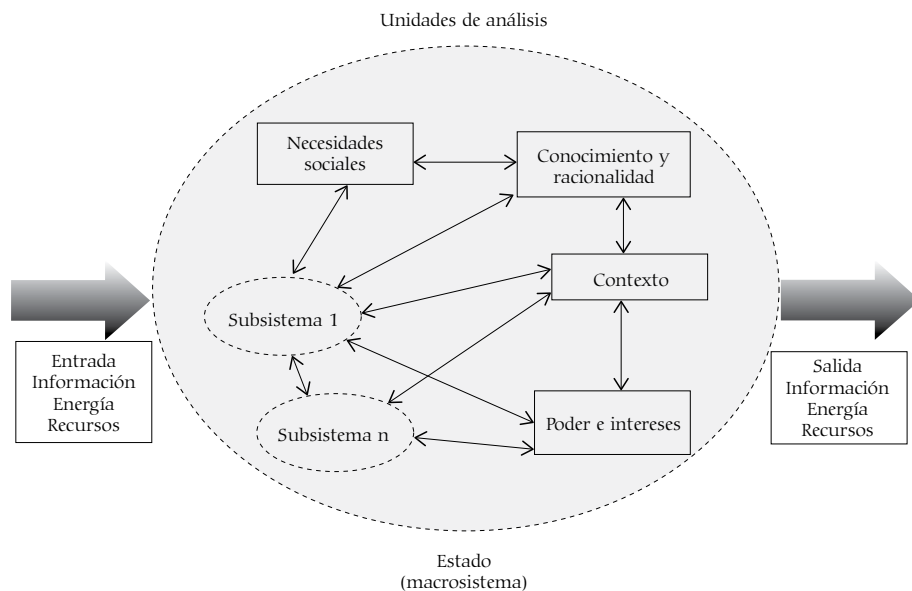 Unidades de análisis
Necesidades
sociales
Conocimiento y
racionalidad
Contexto
Subsistema 1
Entrada
Información
Energía
Recursos
Salida
Información
Energía
Recursos
Subsistema n
Poder e intereses
Estado
(macrosistema)